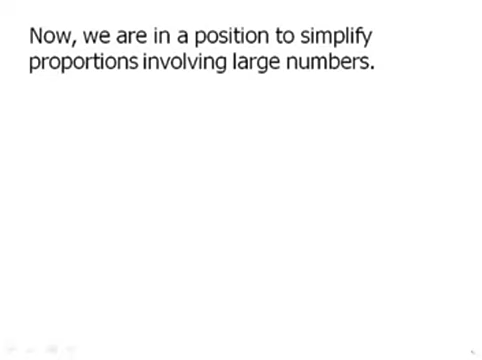 Now, we are in a position to simplify
proportions involving large numbers.